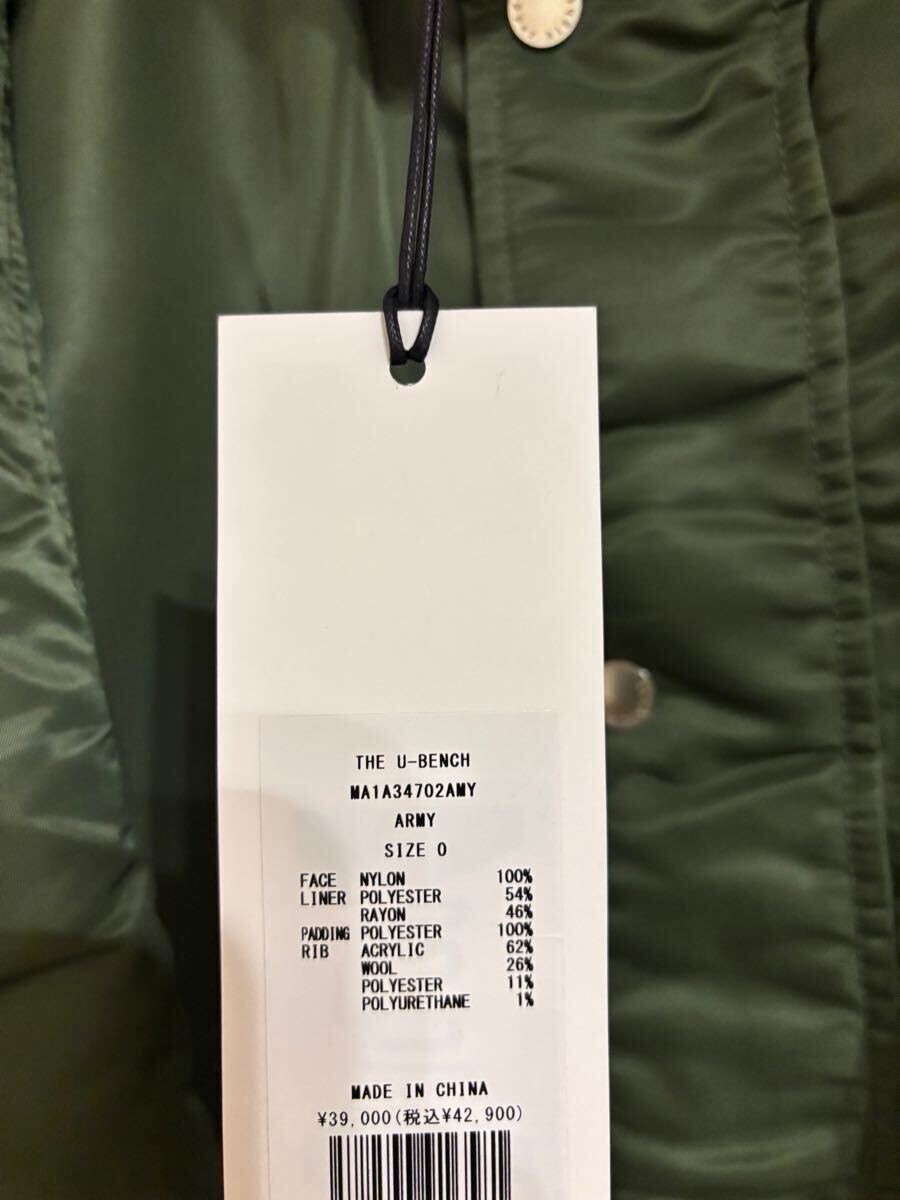 THE U-BENCH
MA1A34702AMY
ARMY
SIZE 0
FACE NYLON 100%
LINER POLYESTER 54%
RAYON 46%
PADDING POLYESTER 100%
RIB ACRYLIC 62%
WOOL 26%
POLYESTER 11%
POLYURETHANE 1%
MADE IN CHINA
¥39,000(税込¥42,900)